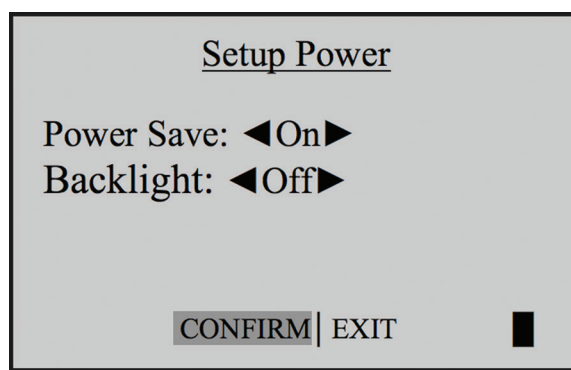 Setup Power
Power Save: ◀On▶
Backlight: ◀Off▶
CONFIRM| EXIT